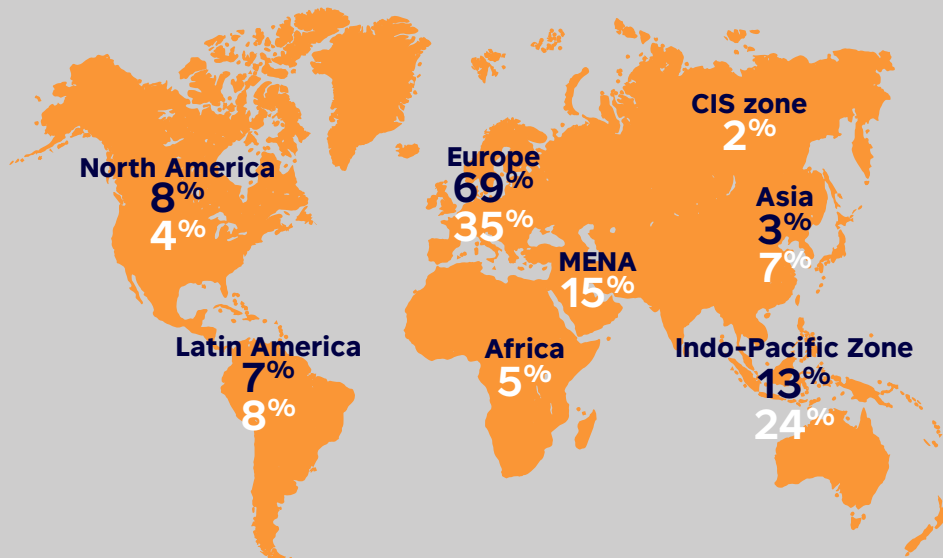 CIS zone
2%
North America
8%
4%
Europe
69%
35%
Asia
3%
7%
MENA
15%
Latin America
7%
8%
Africa
5%
Indo-Pacific Zone
13%
24%